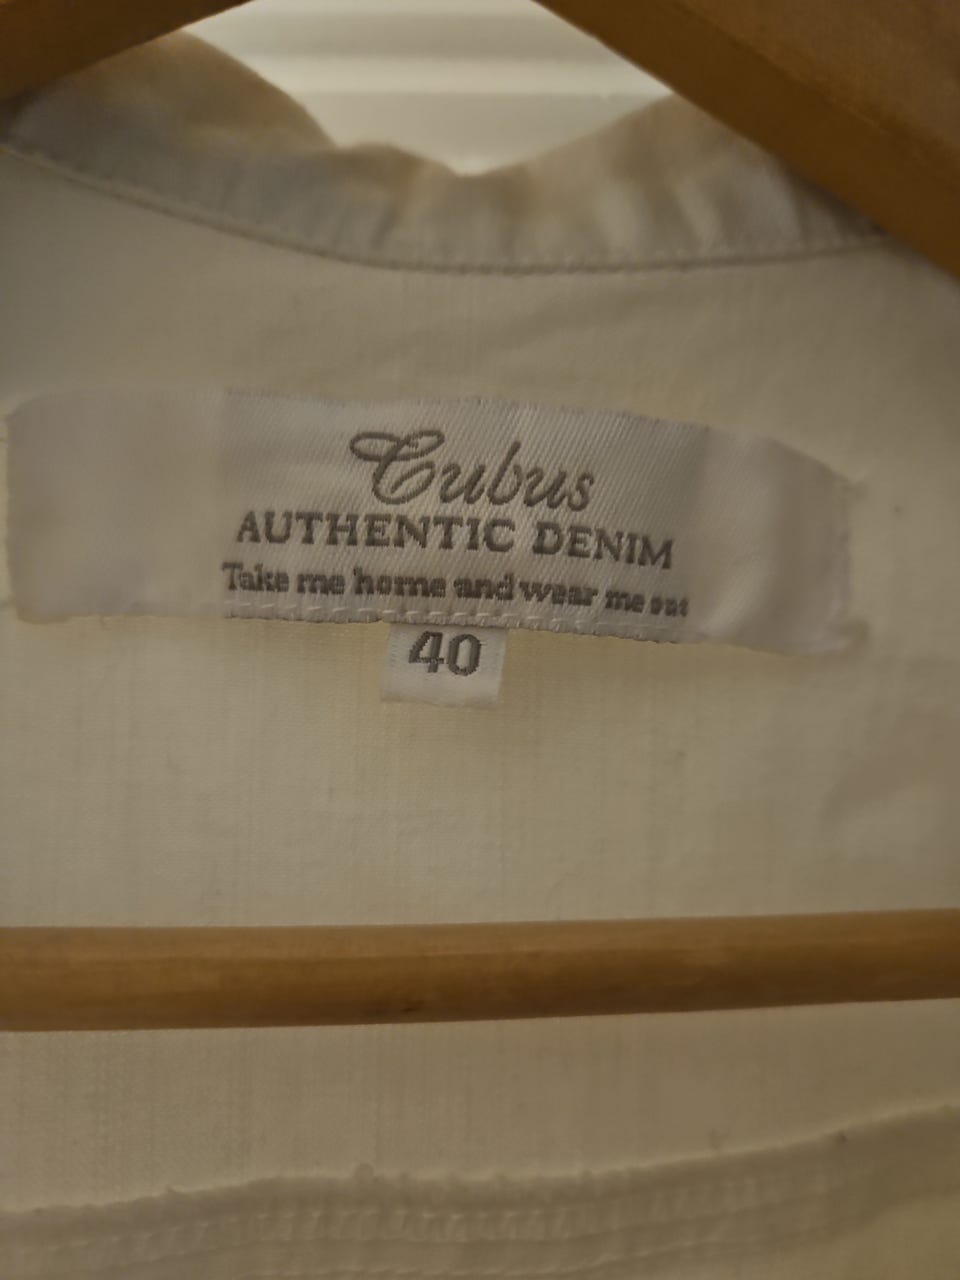 Cubus
AUTHENTIC DENIM
Take me home and wear me out
40